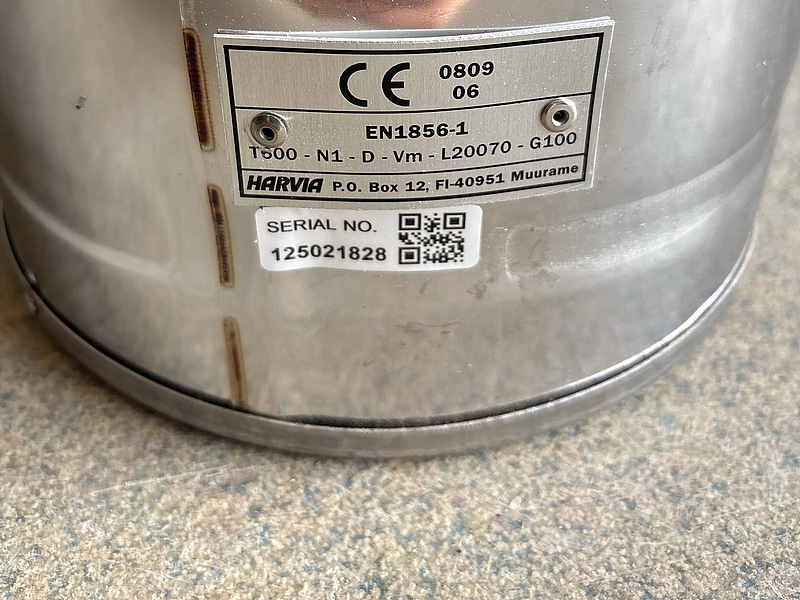 CE 0809
06
EN1856-1
T600 - N1 - D - Vm - L20070 - G100
HARVIA P.O. Box 12, FI-40951 Muurame
SERIAL NO.
125021828